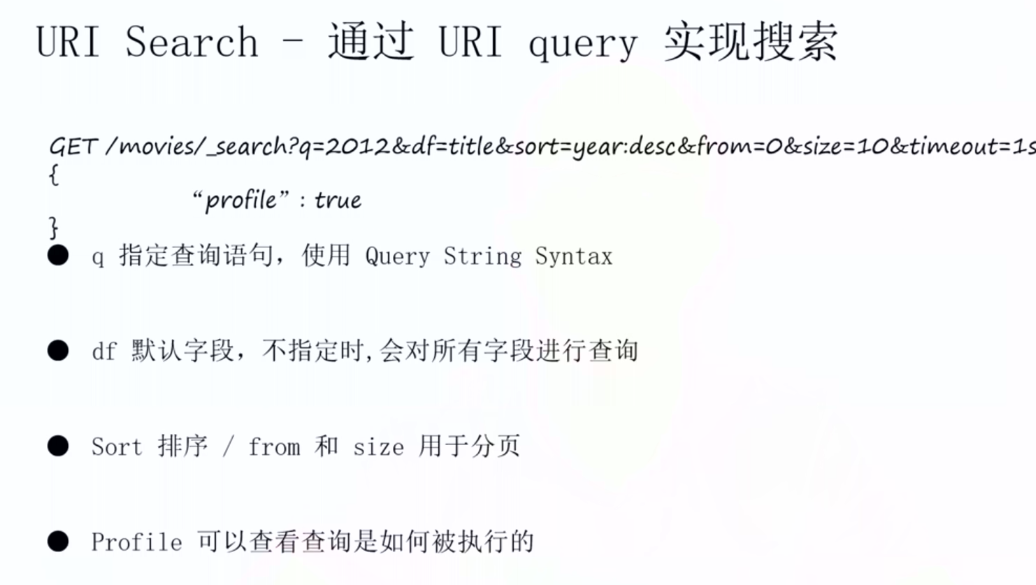 URI Search - 通过 URI query 实现搜索
GET /movies/_search?q=2012&df=title&sort=year:desc&from=0&size=10&timeout=1s
{
“profile” : true
}
● q 指定查询语句，使用 Query String Syntax
● df 默认字段，不指定时,会对所有字段进行查询
● Sort 排序 / from 和 size 用于分页
● Profile 可以查看查询是如何被执行的